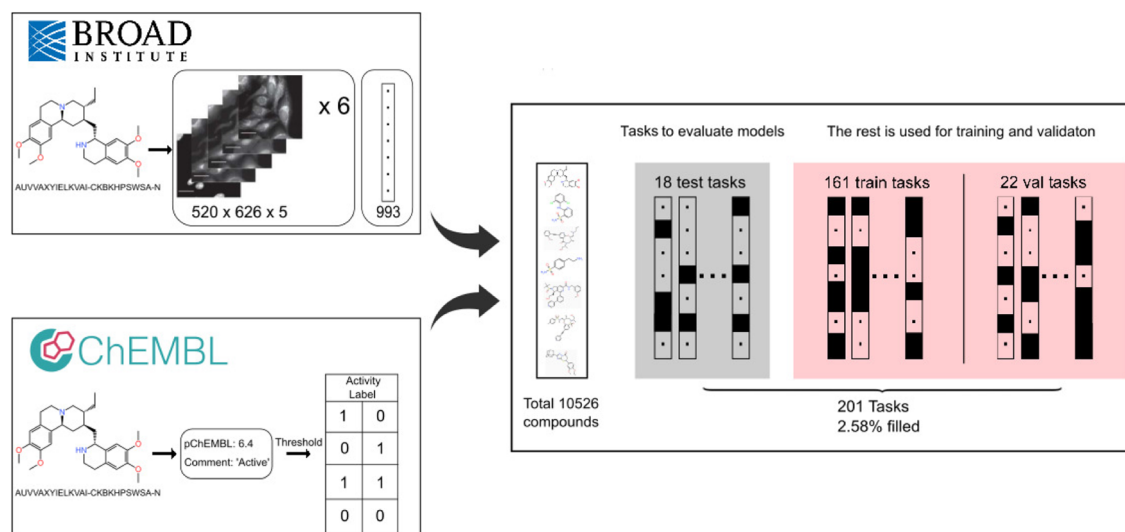 BROAD
INSTITUTE
N
HN
O
O
O
O
AUVVAXYIELKVAI-CKBKHPSWSA-N
x 6
520 x 626 x 5
993
ChEMBL
N
HN
O
O
O
O
AUVVAXYIELKVAI-CKBKHPSWSA-N
pChEMBL: 6.4
Comment: 'Active'
Threshold
Activity
Label
1 0
0 1
1 1
0 0
Tasks to evaluate models
The rest is used for training and validaton
18 test tasks
161 train tasks
22 val tasks
Total 10526
compounds
201 Tasks
2.58% filled